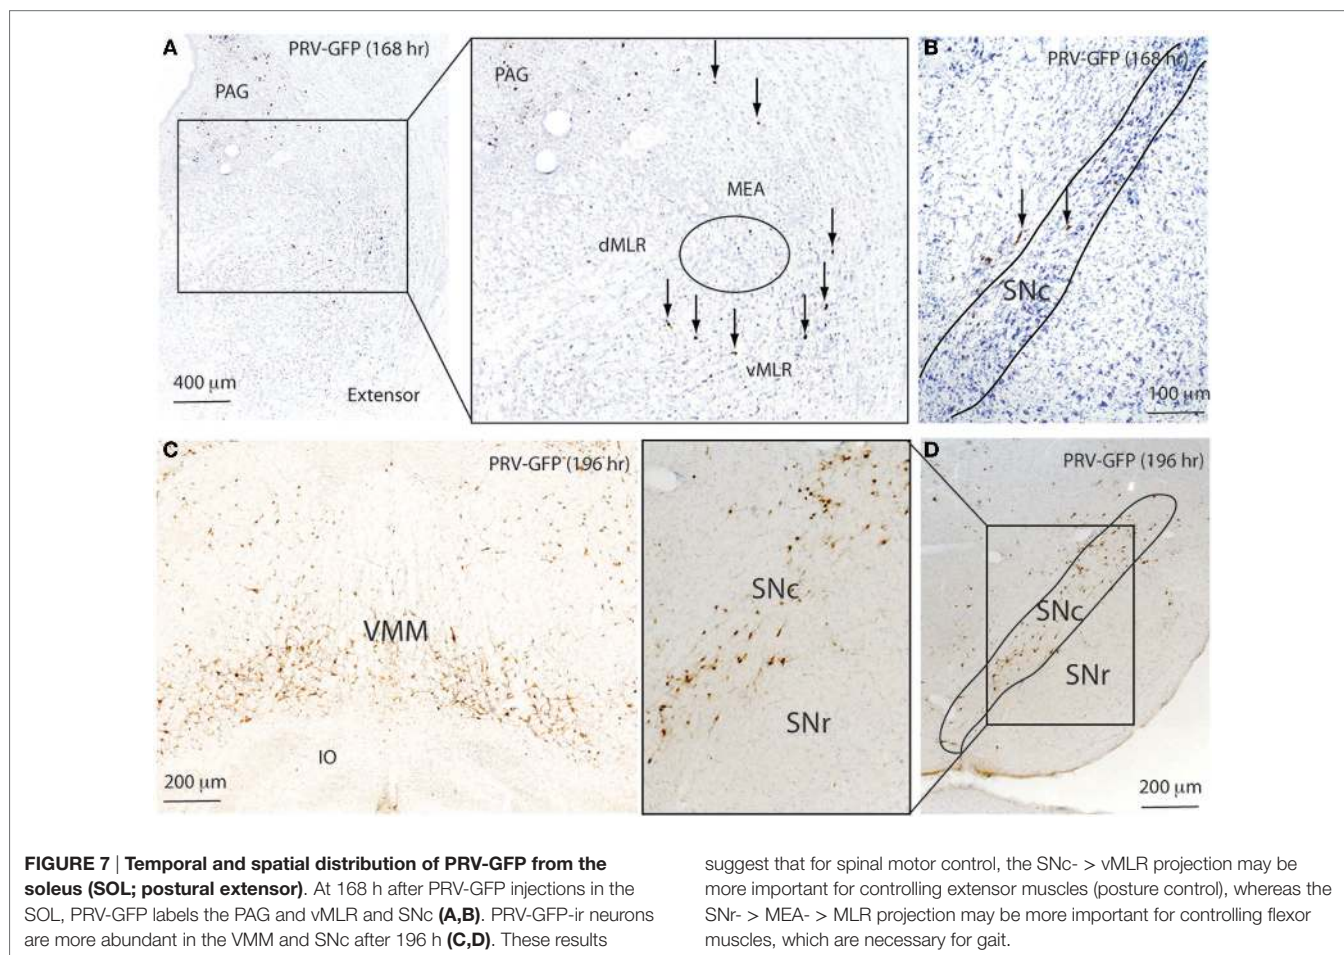 A
PRV-GFP (168 hr)
PAG
400 μm
Extensor
PAG
MEA
dMLR
vMLR
B
PRV-GFP (168 hr)
SNc
100 μm
C
PRV-GFP (196 hr)
VMM
IO
200 μm
SNc
SNr
D
PRV-GFP (196 hr)
SNc
SNr
200 μm
FIGURE 7 | Temporal and spatial distribution of PRV-GFP from the
soleus (SOL; postural extensor). At 168 h after PRV-GFP injections in the
SOL, PRV-GFP labels the PAG and vMLR and SNc (A,B). PRV-GFP-ir neurons
are more abundant in the VMM and SNc after 196 h (C,D). These results
suggest that for spinal motor control, the SNc- > vMLR projection may be
more important for controlling extensor muscles (posture control), whereas the
SNr- > MEA- > MLR projection may be more important for controlling flexor
muscles, which are necessary for gait.